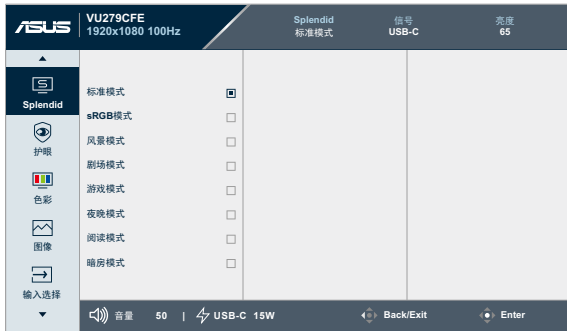 ASUS
VU279CFE
1920x1080 100Hz
Splendid
标准模式
信号
USB-C
亮度
65
Splendid
护眼
色彩
图像
输入选择
标准模式
sRGB模式
风景模式
剧场模式
游戏模式
夜晚模式
阅读模式
暗房模式
音量 50 | USB-C 15W
Back/Exit
Enter